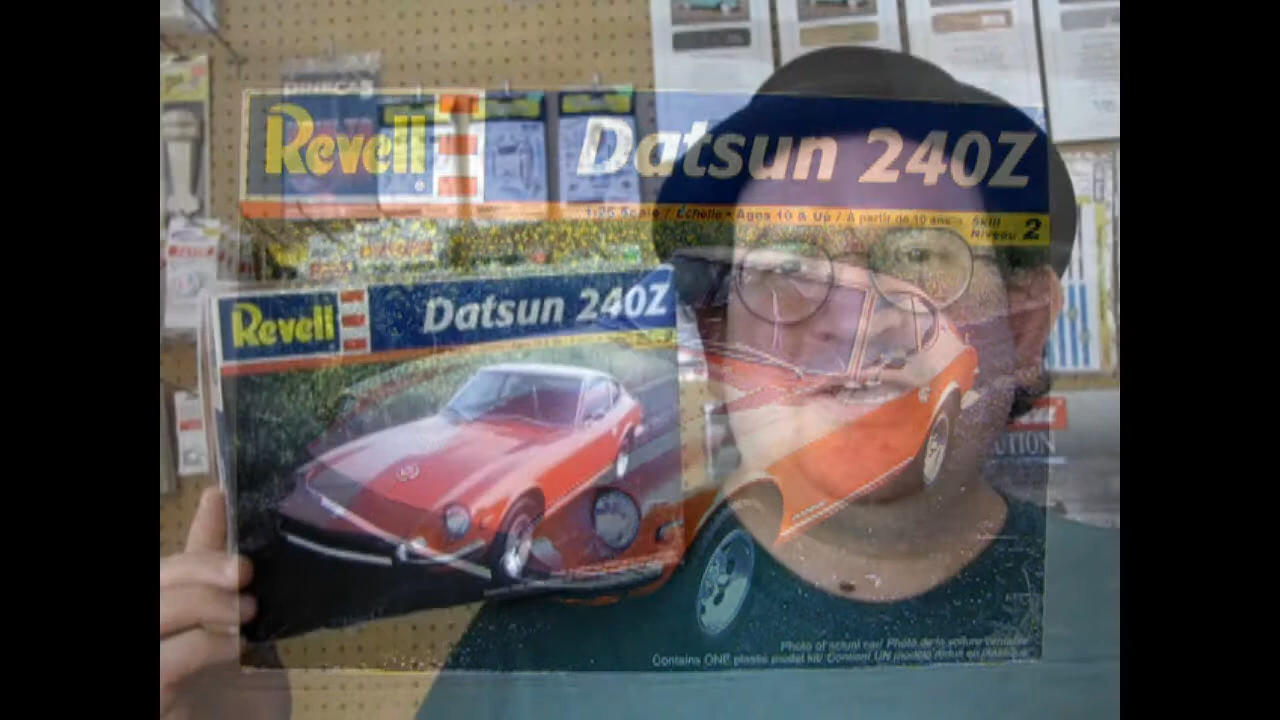 Revell
®
Datsun 240Z
1:25 Scale / Échelle • Ages 10 & Up / À partir de 10 ans
Skill
Niveau 2
Revell
Datsun 240Z
UTION
Photo of actual car/ Photo de la voiture véritable
Contains ONE plastic model kit/ Contient UN modèle réduit en plastique